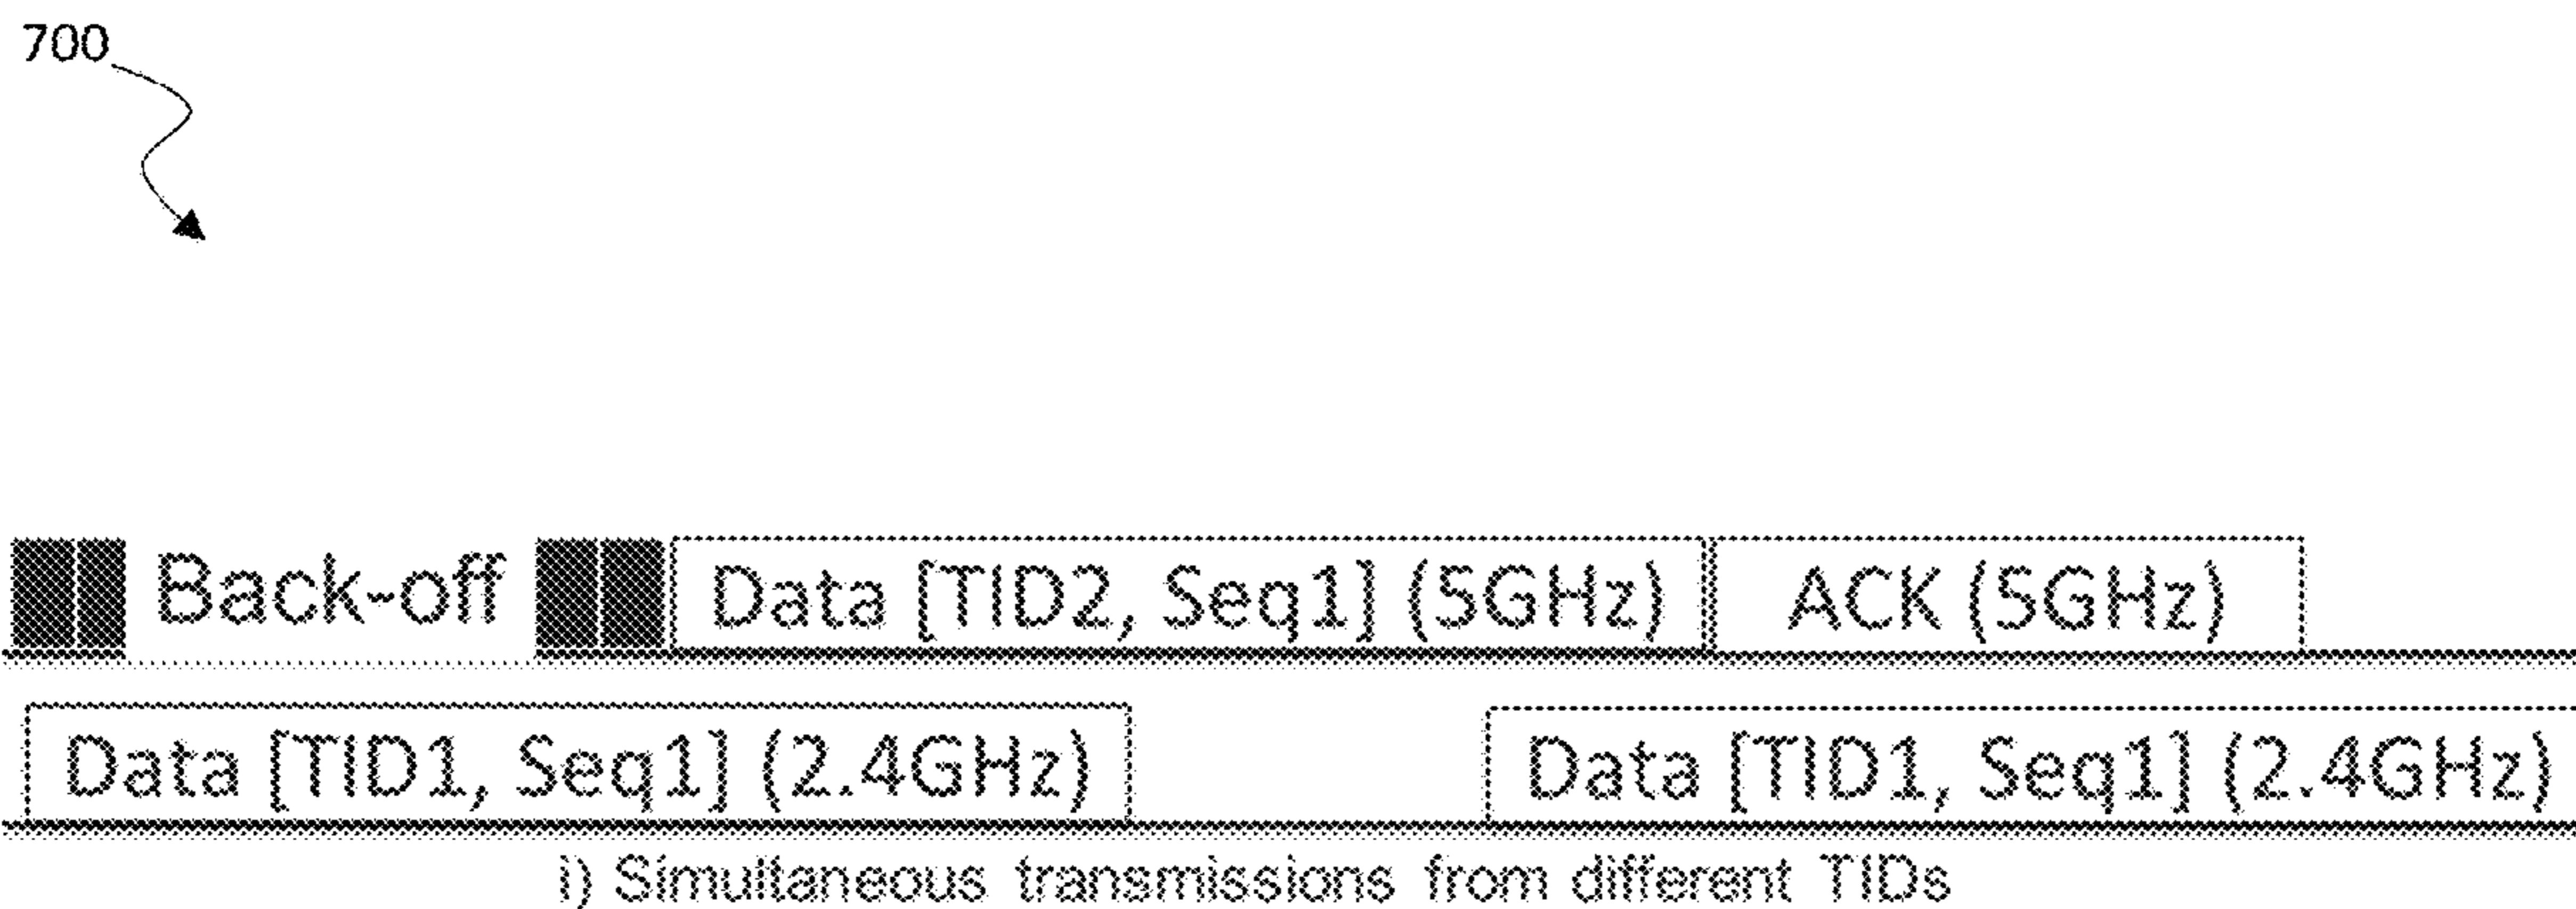 700
Back-off Data [TID2, Seq1] (5GHz) ACK (5GHz)
Data [TID1, Seq1] (2.4GHz) Data [TID1, Seq1] (2.4GHz)
i) Simultaneous transmissions from different TIDs